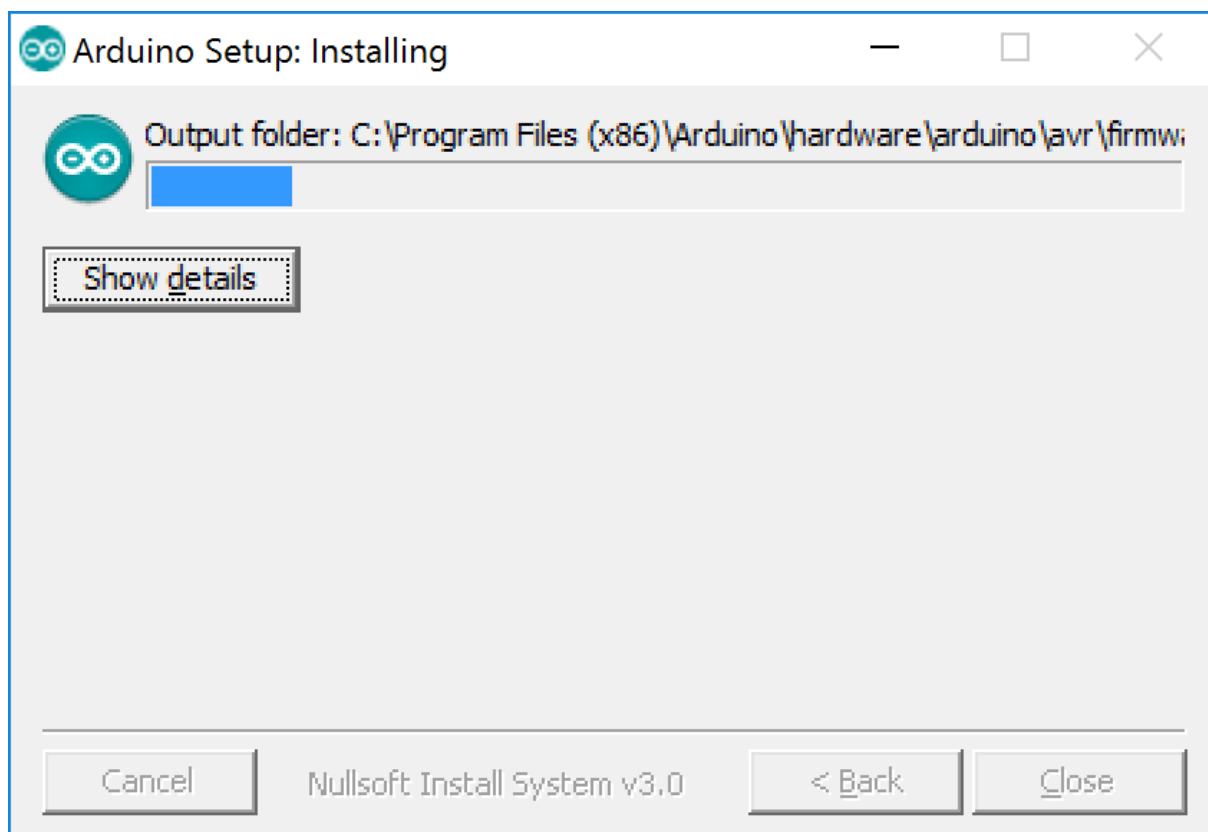 Arduino Setup: Installing
Output folder: C:\Program Files (x86)\Arduino\hardware\arduino\avr\firmwa
Show details
Cancel
Nullsoft Install System v3.0
< Back
Close